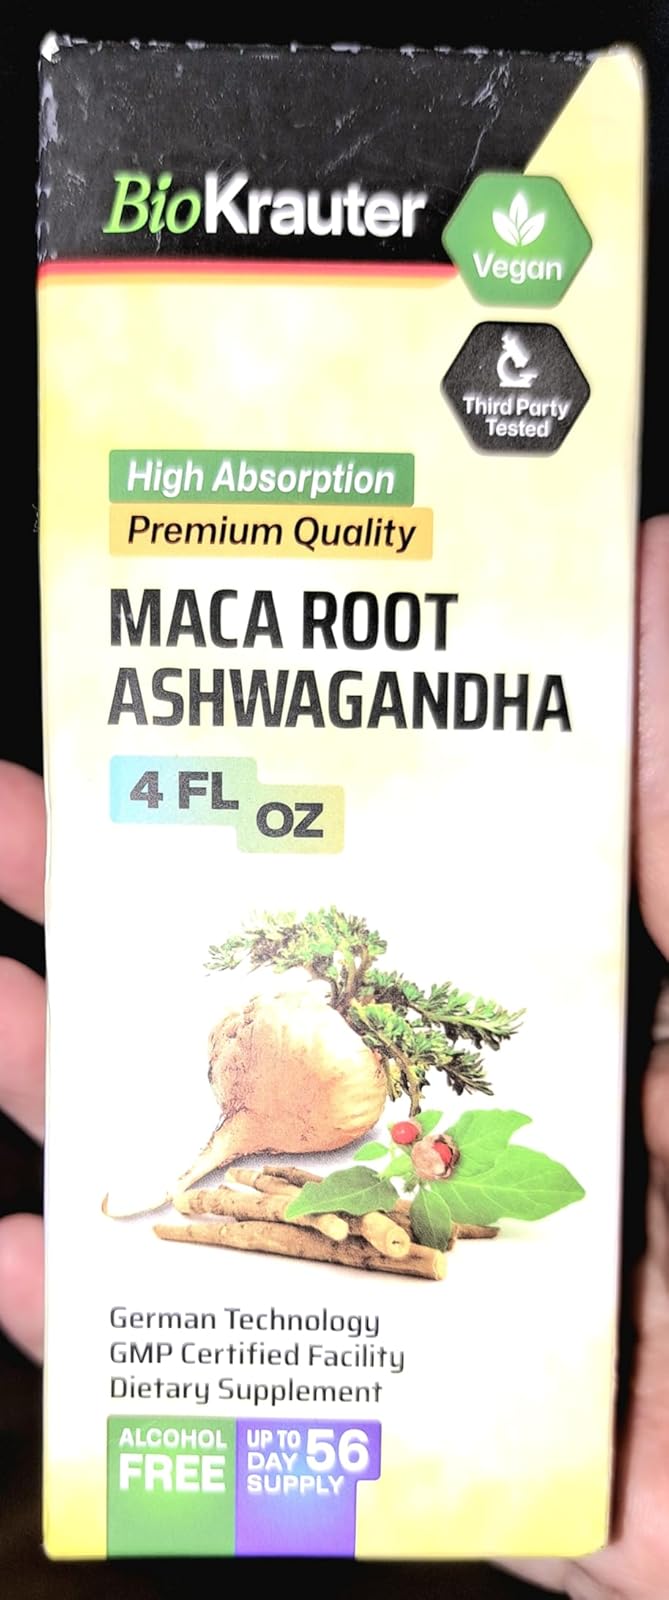 BioKrauter
Vegan
Third Party
Tested
High Absorption
Premium Quality
MACA ROOT
ASHWAGANDHA
4 FL OZ
German Technology
GMP Certified Facility
Dietary Supplement
ALCOHOL
FREE
UP TO 56
DAY
SUPPLY